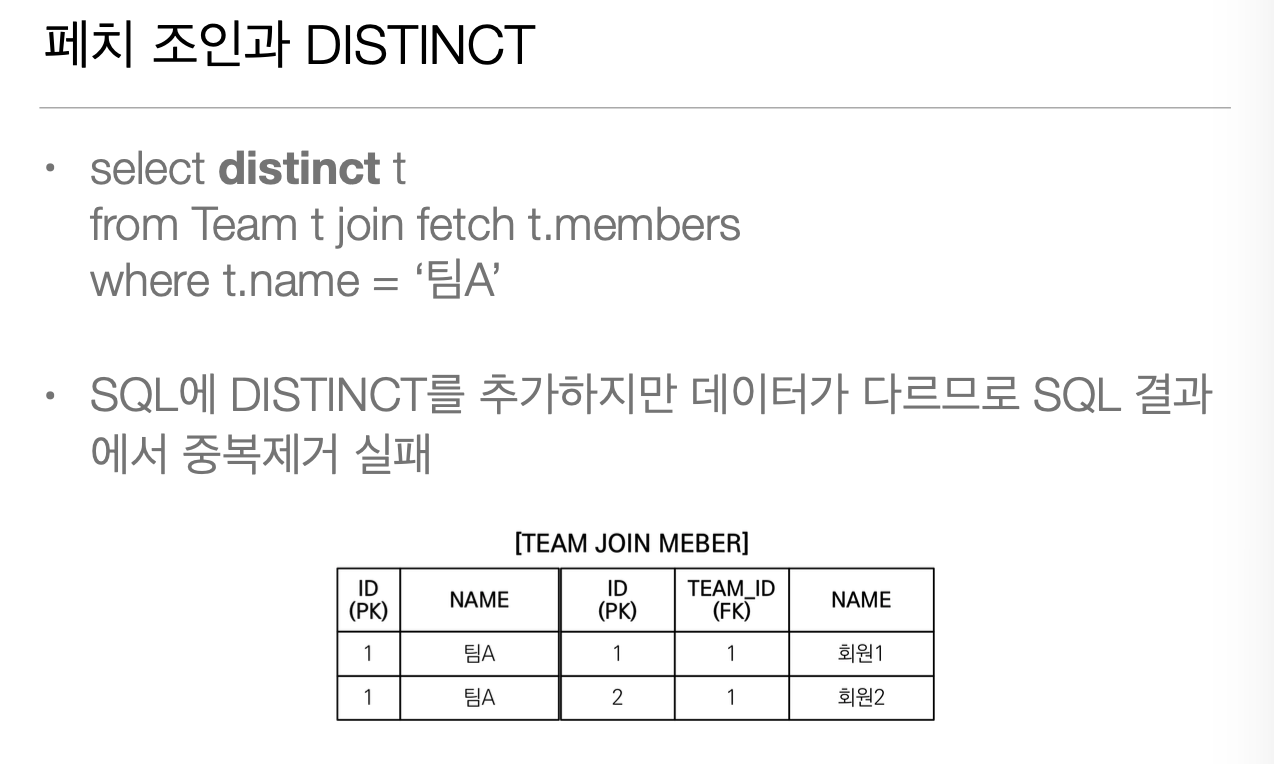 페치 조인과 DISTINCT
• select distinct t
from Team t join fetch t.members
where t.name = ‘팀A’
• SQL에 DISTINCT를 추가하지만 데이터가 다르므로 SQL 결과
에서 중복제거 실패
[TEAM JOIN MEBER]
ID (PK) NAME ID (PK) TEAM_ID (FK) NAME
1 팀A 1 1 회원1
1 팀A 2 1 회원2